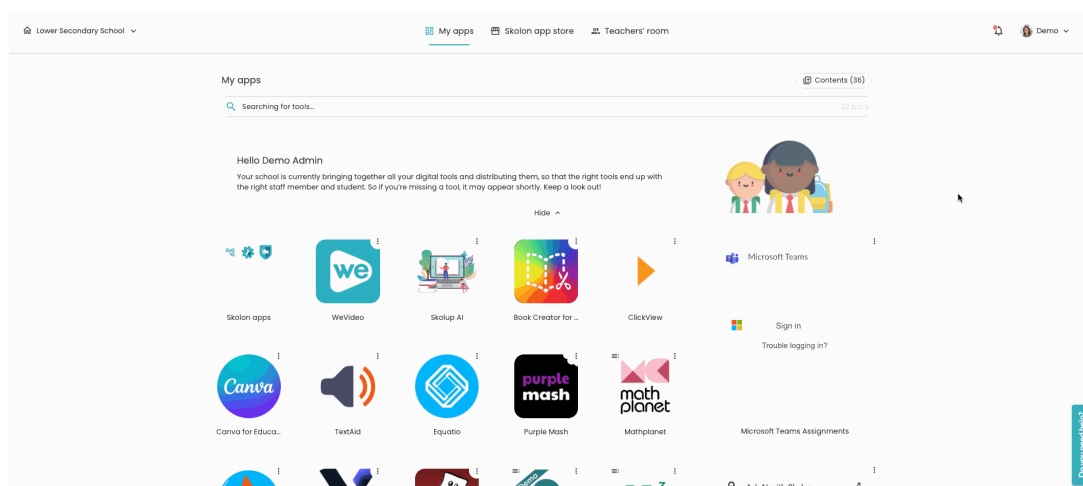 Lower Secondary School
My apps
Skolon app store
Teachers' room
Demo
My apps
Contents (36)
Searching for tools...
Hello Demo Admin
Your school is currently bringing together all your digital tools and distributing them, so that the right tools end up with
the right staff member and student. So if you're missing a tool, it may appear shortly. Keep a look out!
Hide
we
Microsoft Teams
Skolon apps
WeVideo
Skolup AI
Book Creator for ...
ClickView
Sign in
Trouble logging in?
Canva
purple
mash
math
planet
Canva for Educa...
TextAid
Equatio
Purple Mash
Mathplanet
Microsoft Teams Assignments
Demo
Do you need help?